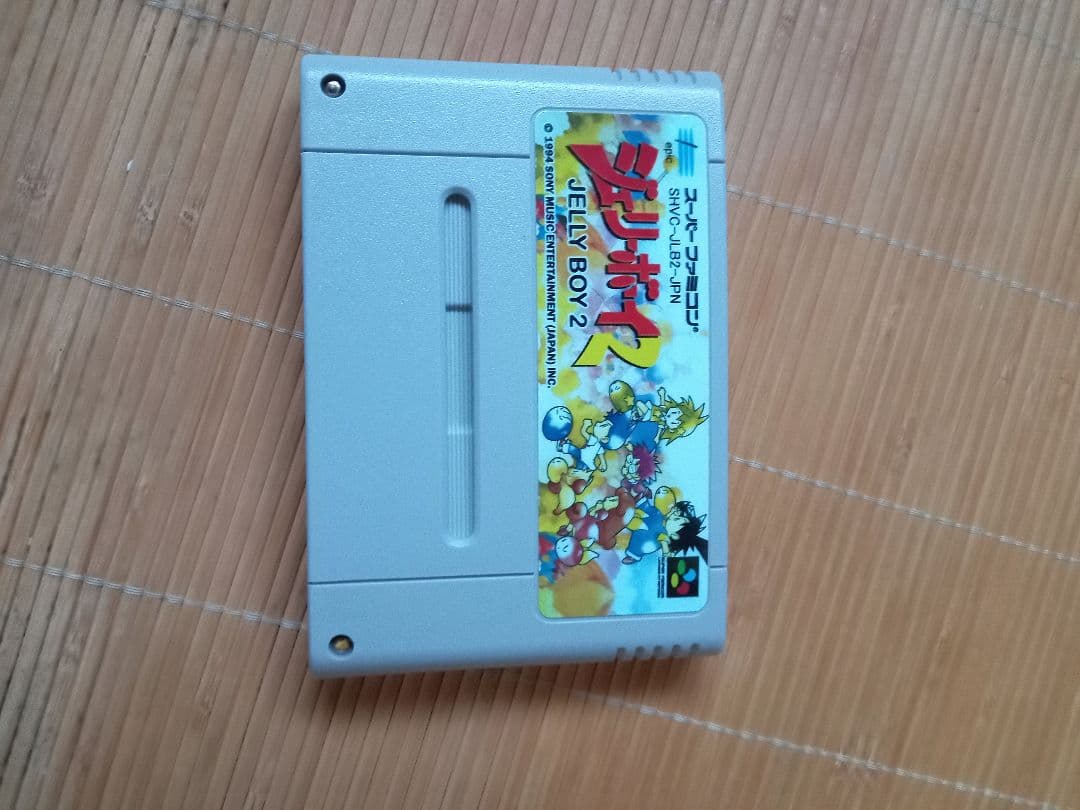 epic
スーパーファミコン®
SHVC-JLB2-JPN
ジェリーボーイ2
JELLY BOY 2
© 1994 SONY MUSIC ENTERTAINMENT (JAPAN) INC.